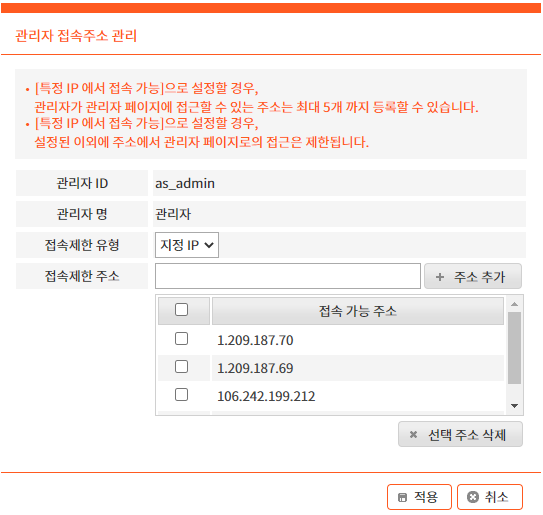 관리자 접속주소 관리
• [특정 IP 에서 접속 가능]으로 설정할 경우,
관리자가 관리자 페이지에 접근할 수 있는 주소는 최대 5개 까지 등록할 수 있습니다.
• [특정 IP 에서 접속 가능]으로 설정할 경우,
설정된 이외에 주소에서 관리자 페이지로의 접근은 제한됩니다.
관리자 ID as_admin
관리자 명 관리자
접속제한 유형 지정 IP
접속제한 주소 주소 추가
접속 가능 주소
1.209.187.70
1.209.187.69
106.242.199.212
선택 주소 삭제
적용 취소